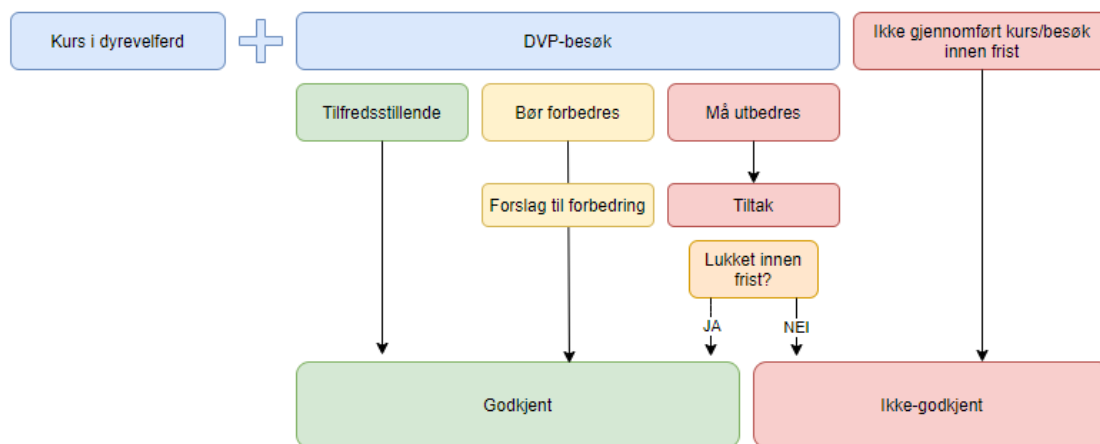 Kurs i dyrevelferd
DVP-besøk
Ikke gjennomført kurs/besøk
innen frist
Tilfredsstillende
Bør forbedres
Må utbedres
Forslag til forbedring
Tiltak
Lukket innen
frist?
JA
NEI
Godkjent
Ikke-godkjent